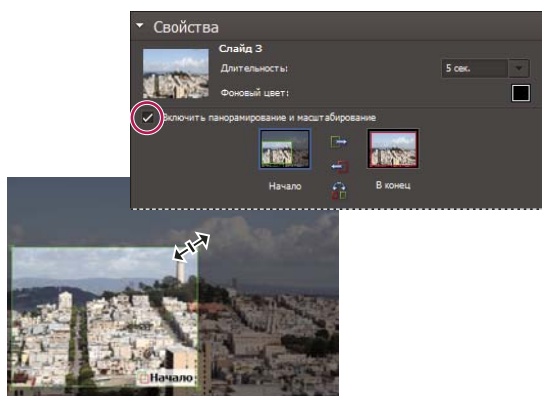 Свойства
Слайд 3
Длительность: 5 сек.
Фоновый цвет:
Включить панорамирование и масштабирование
Начало В конец
Начало